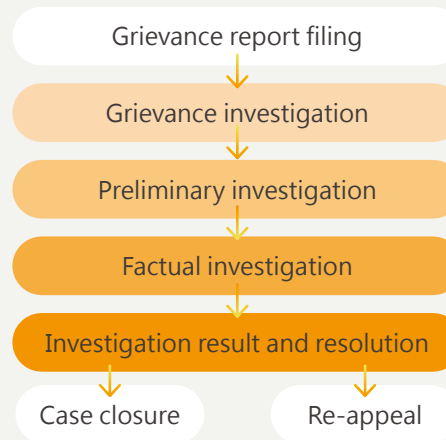 Grievance report filing
Grievance investigation
Preliminary investigation
Factual investigation
Investigation result and resolution
Case closure
Re-appeal